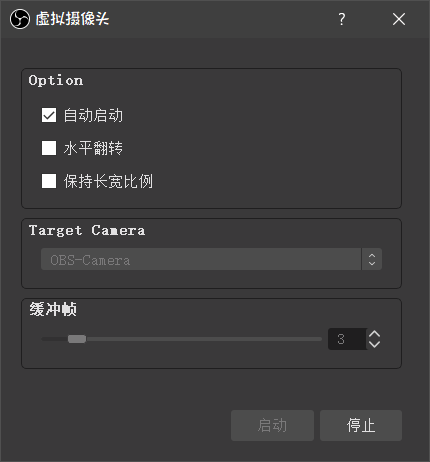 虚拟摄像头
?
Option
自动启动
水平翻转
保持长宽比例
Target Camera
OBS-Camera
缓冲帧
3
启动 停止